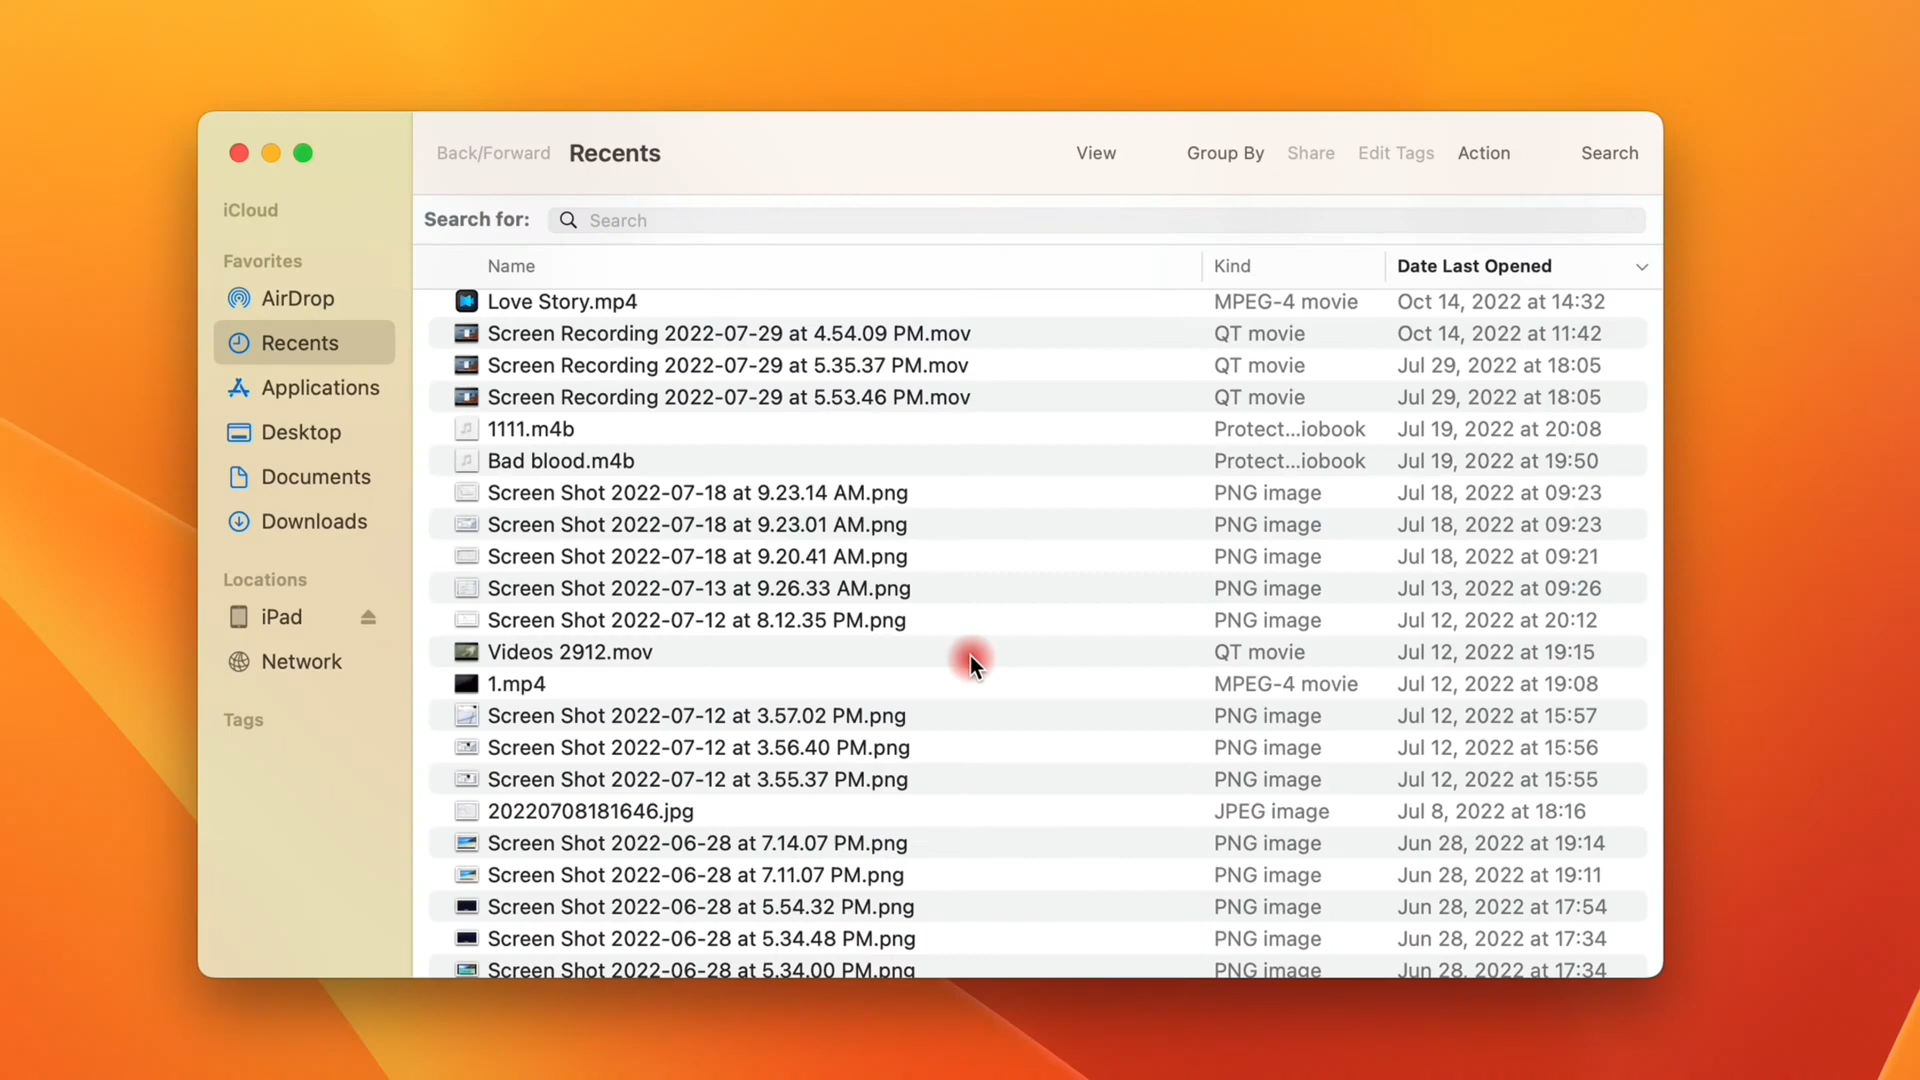 Back/Forward Recents View Group By Share Edit Tags Action Search
iCloud
Favorites
AirDrop
Recents
Applications
Desktop
Documents
Downloads
Locations
iPad
Network
Tags
Search for: Search
Name Kind Date Last Opened
Love Story.mp4 MPEG-4 movie Oct 14, 2022 at 14:32
Screen Recording 2022-07-29 at 4.54.09 PM.mov QT movie Oct 14, 2022 at 11:42
Screen Recording 2022-07-29 at 5.35.37 PM.mov QT movie Jul 29, 2022 at 18:05
Screen Recording 2022-07-29 at 5.53.46 PM.mov QT movie Jul 29, 2022 at 18:05
1111.m4b Protect...iobook Jul 19, 2022 at 20:08
Bad blood.m4b Protect...iobook Jul 19, 2022 at 19:50
Screen Shot 2022-07-18 at 9.23.14 AM.png PNG image Jul 18, 2022 at 09:23
Screen Shot 2022-07-18 at 9.23.01 AM.png PNG image Jul 18, 2022 at 09:23
Screen Shot 2022-07-18 at 9.20.41 AM.png PNG image Jul 18, 2022 at 09:21
Screen Shot 2022-07-13 at 9.26.33 AM.png PNG image Jul 13, 2022 at 09:26
Screen Shot 2022-07-12 at 8.12.35 PM.png PNG image Jul 12, 2022 at 20:12
Videos 2912.mov QT movie Jul 12, 2022 at 19:15
1.mp4 MPEG-4 movie Jul 12, 2022 at 19:08
Screen Shot 2022-07-12 at 3.57.02 PM.png PNG image Jul 12, 2022 at 15:57
Screen Shot 2022-07-12 at 3.56.40 PM.png PNG image Jul 12, 2022 at 15:56
Screen Shot 2022-07-12 at 3.55.37 PM.png PNG image Jul 12, 2022 at 15:55
20220708181646.jpg JPEG image Jul 8, 2022 at 18:16
Screen Shot 2022-06-28 at 7.14.07 PM.png PNG image Jun 28, 2022 at 19:14
Screen Shot 2022-06-28 at 7.11.07 PM.png PNG image Jun 28, 2022 at 19:11
Screen Shot 2022-06-28 at 5.54.32 PM.png PNG image Jun 28, 2022 at 17:54
Screen Shot 2022-06-28 at 5.34.48 PM.png PNG image Jun 28, 2022 at 17:34
Screen Shot 2022-06-28 at 5.34.00 PM.png PNG image Jun 28, 2022 at 17:34